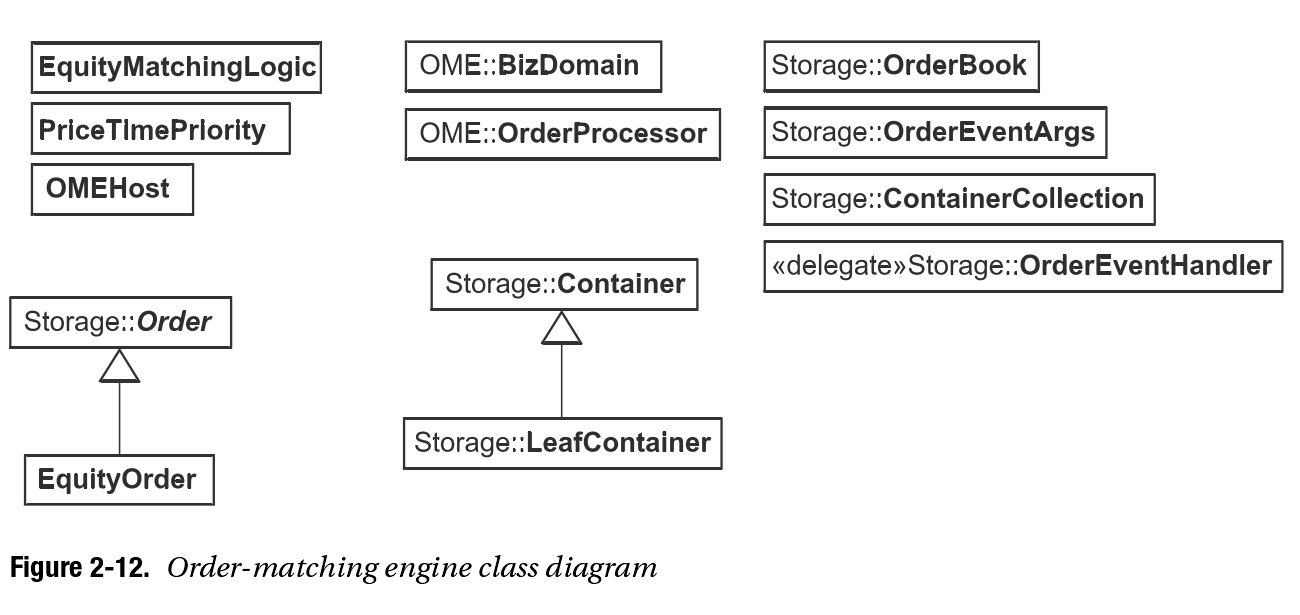 EquityMatchingLogic
PriceTImePrIority
OMEHost
OME::BizDomain
OME::OrderProcessor
Storage::OrderBook
Storage::OrderEventArgs
Storage::ContainerCollection
«delegate»Storage::OrderEventHandler
Storage::Order
EquityOrder
Storage::Container
Storage::LeafContainer
Figure 2-12. Order-matching engine class diagram